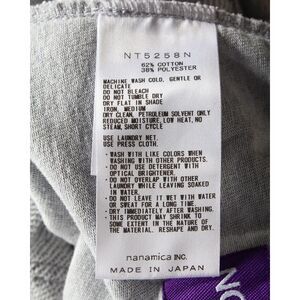 NT5258N
62% COTTON
38% POLYESTER
MACHINE WASH COLD, GENTLE OR
DELICATE
DO NOT BLEACH
DO NOT TUMBLE DRY
DRY FLAT IN SHADE
IRON, MEDIUM
DRY CLEAN, PETROLEUM SOLVENT ONLY
REDUCED MOISTURE, LOW HEAT, NO
STEAM, SHORT CYCLE
USE LAUNDRY NET.
USE PRESS CLOTH.
- WASH WITH LIKE COLORS WHEN
WASHING WITH OTHER PRODUCTS.
- DO NOT USE DETERGENT WITH
OPTICAL BRIGHTENER.
- DO NOT OVERLAP WITH OTHER
LAUNDRY WHILE LEAVING SOAKED
IN WATER.
- DO NOT LEAVE IT WET WITH WATER
OR SWEAT FOR A LONG TIME.
- DRY IMMEDIATELY AFTER WASHING.
- THIS PRODUCT MAY SHRINK TO
SOME EXTENT IN THE NATURE OF
THE MATERIAL. RESHAPE AND DRY.
nanamica INC.
MADE IN JAPAN